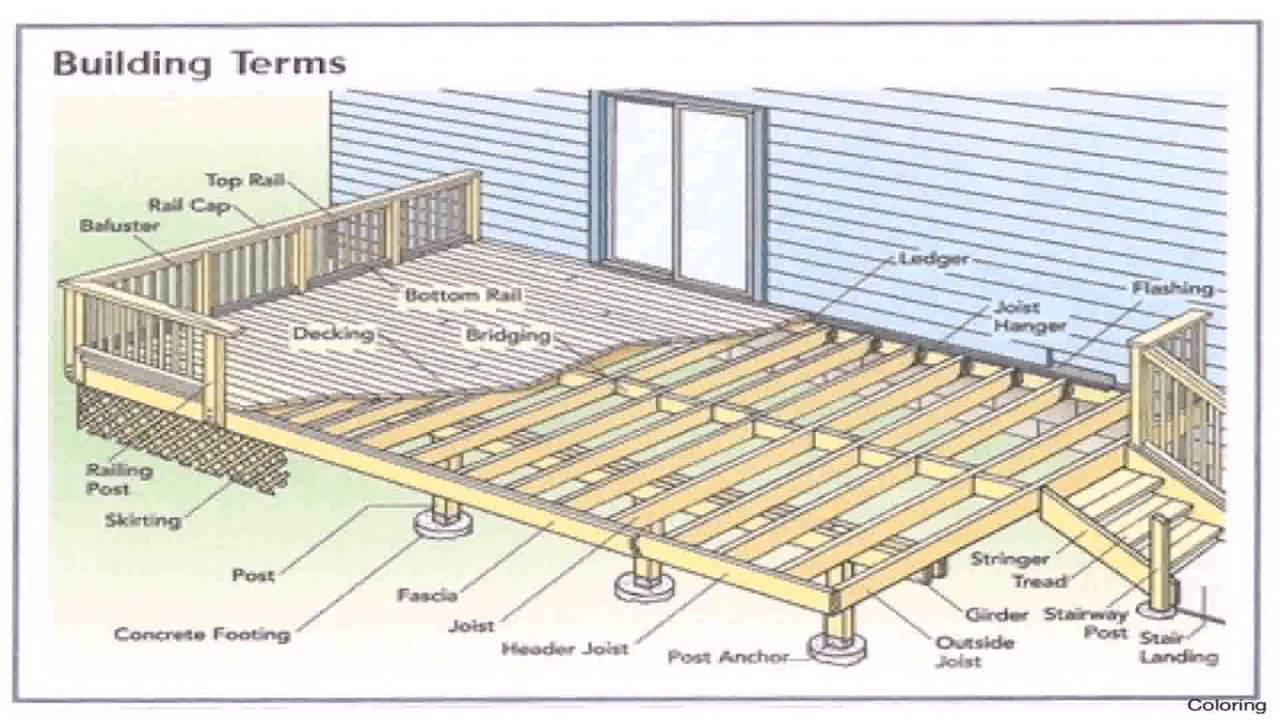 Building Terms
Top Rail
Rail Cap
Baluster
Ledger
Flashing
Bottom Rail
Joist
Hanger
Decking
Bridging
Railing
Post
Skirting
Post
Fascia
Stringer
Tread
Concrete Footing
Joist
Header Joist
Post Anchor
Girder
Outside
Joist
Stairway
Post
Stair
Landing
Coloring